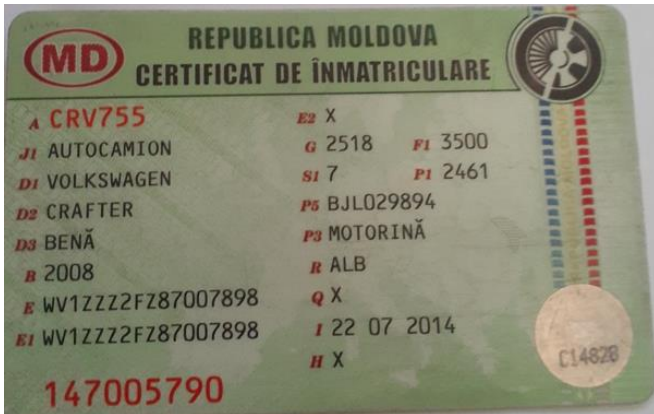 MD
REPUBLICA MOLDOVA
CERTIFICAT DE ÎNMATRICULARE
A CRV755
J1 AUTOCAMION
D1 VOLKSWAGEN
D2 CRAFTER
D3 BENĂ
B 2008
E WV1ZZZ2FZ87007898
E1 WV1ZZZ2FZ87007898
147005790
E2 X
G 2518 F1 3500
S1 7 P1 2461
P5 BJL029894
P3 MOTORINĂ
R ALB
Q X
I 22 07 2014
H X
C14828